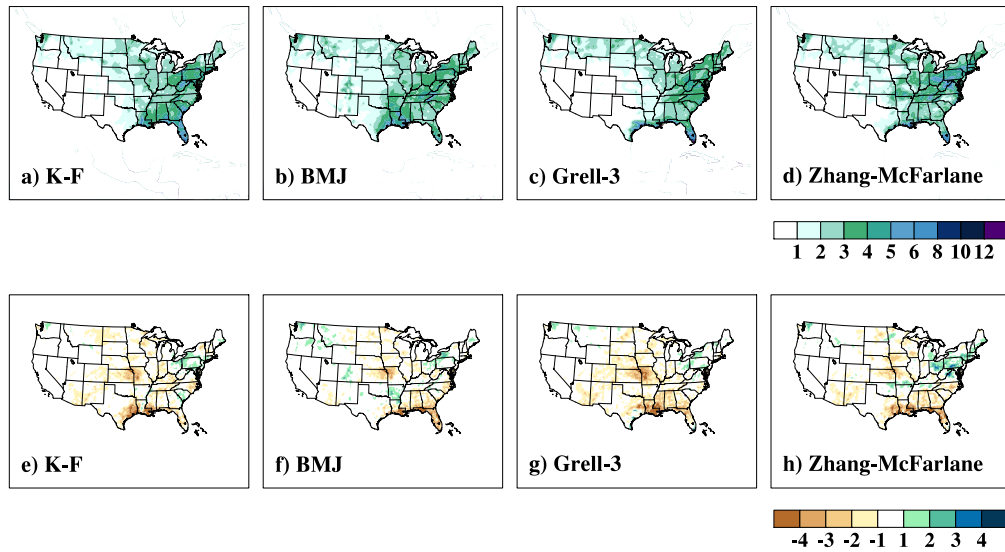 a) K-F
b) BMJ
c) Grell-3
d) Zhang-McFarlane
1 2 3 4 5 6 8 10 12
e) K-F
f) BMJ
g) Grell-3
h) Zhang-McFarlane
-4 -3 -2 -1 1 2 3 4